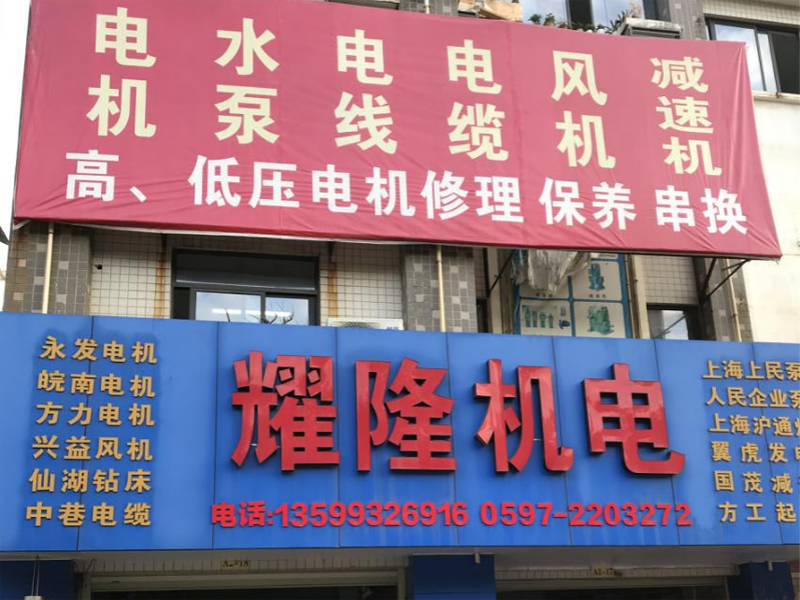 电机 水泵 电线 电缆 风机 减速机
高、低压电机修理 保养 串换
永发电机
皖南电机
方力电机
兴益风机
仙湖钻床
中巷电缆
耀隆机电
电话:13599326916 0597-2203272
上海上民泵
人民企业泵
上海沪通
翼虎发电
国茂减
方工起